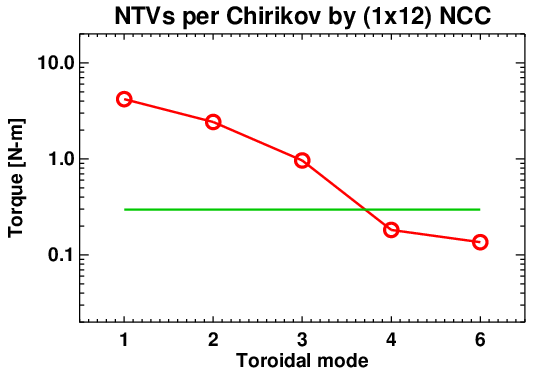 NTVs per Chirikov by (1x12) NCC
Torque [N-m]
10.0
1.0
0.1
1 2 3 4 6
Toroidal mode